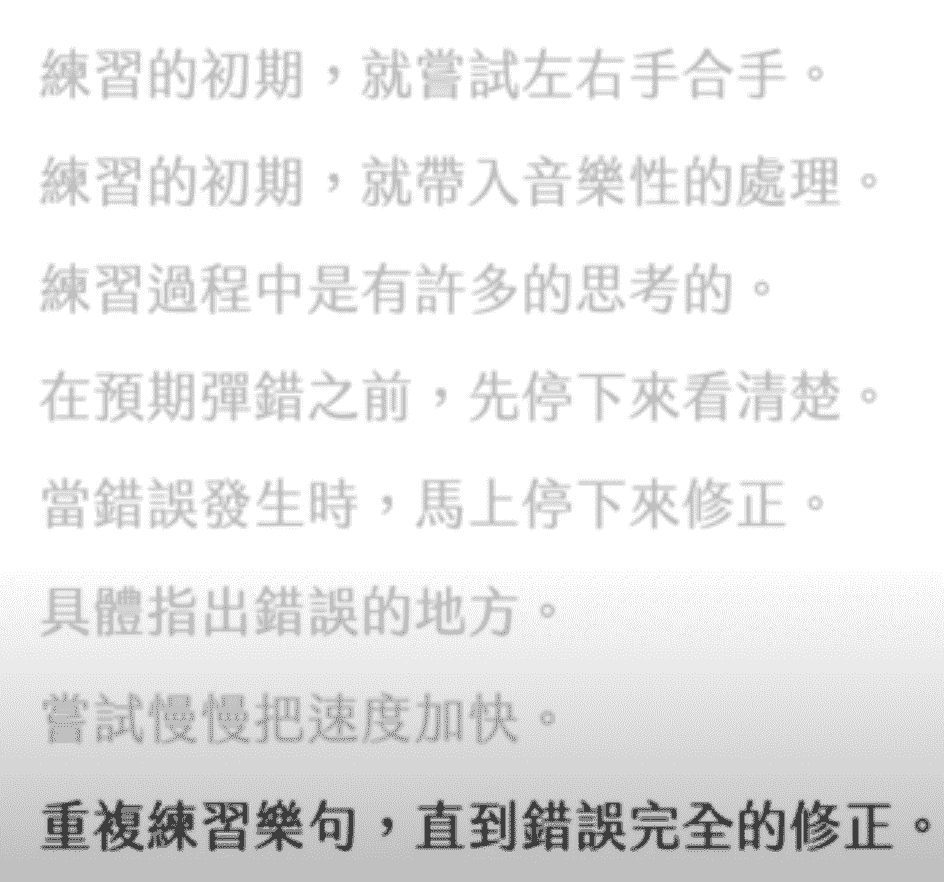 練習的初期，就嘗試左右手合手。
練習的初期，就帶入音樂性的處理。
練習過程中是有許多的思考的。
在預期彈錯之前，先停下來看清楚。
當錯誤發生時，馬上停下來修正。
具體指出錯誤的地方。
嘗試慢慢把速度加快。
重複練習樂句，直到錯誤完全的修正。